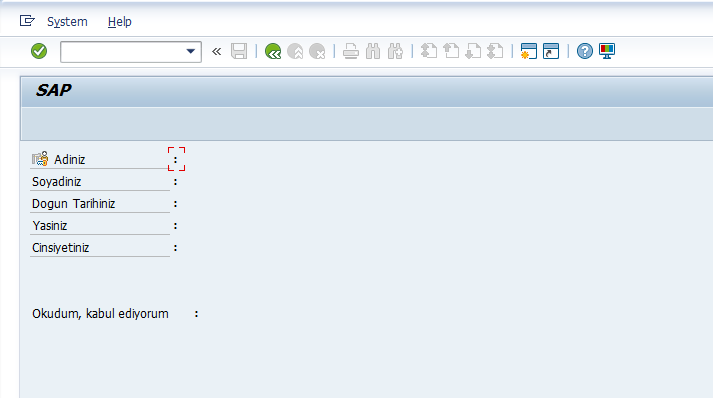 System Help
SAP
Adiniz :
Soyadiniz :
Dogun Tarihiniz :
Yasiniz :
Cinsiyetiniz :
Okudum, kabul ediyorum :